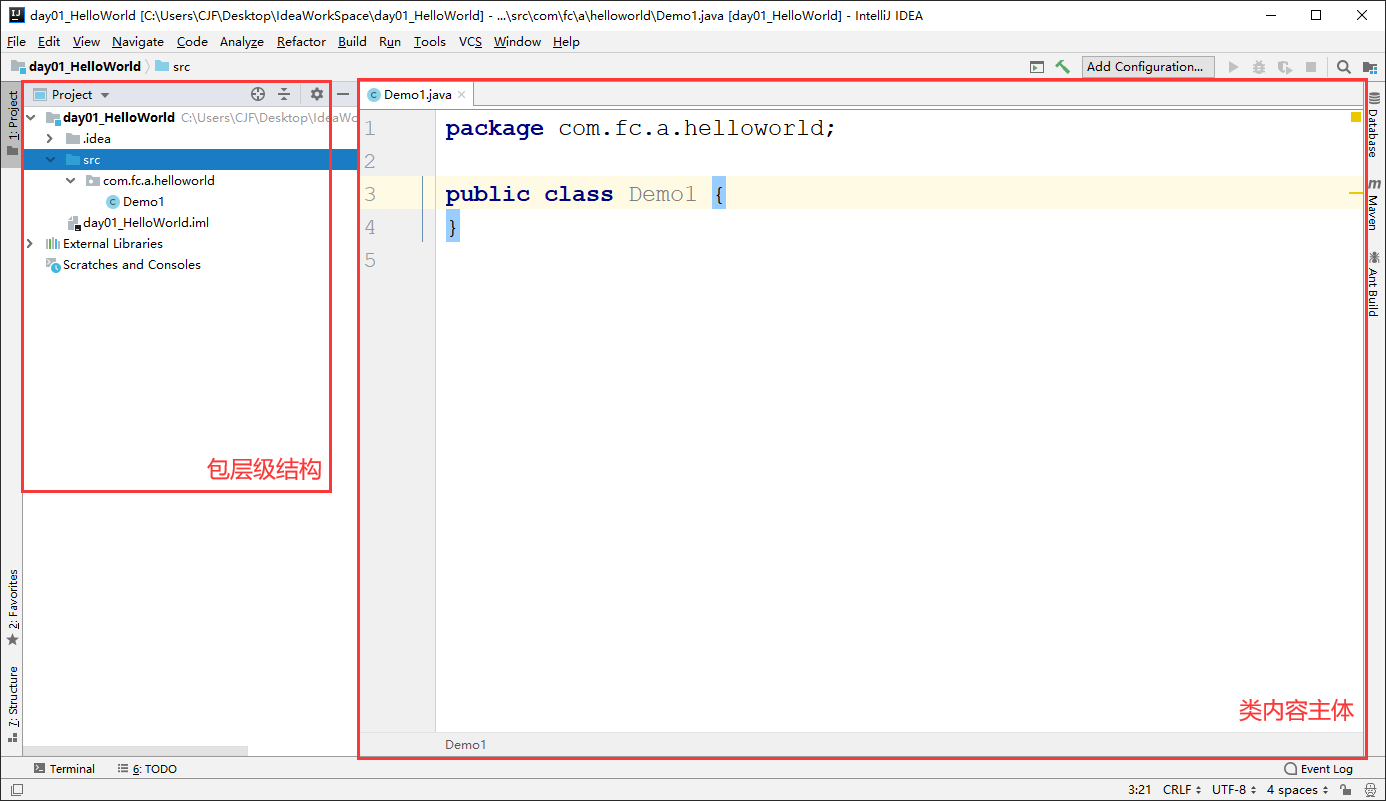 day01_HelloWorld [C:\Users\CJF\Desktop\IdeaWorkSpace\day01_HelloWorld] - ...\src\com\fc\a\helloworld\Demo1.java [day01_HelloWorld] - IntelliJ IDEA
File Edit View Navigate Code Analyze Refactor Build Run Tools VCS Window Help
day01_HelloWorld src
Add Configuration...
1: Project
2: Favorites
7: Structure
Project
day01_HelloWorld C:\Users\CJF\Desktop\IdeaWo
.idea
src
com.fc.a.helloworld
C Demo1
day01_HelloWorld.iml
External Libraries
Scratches and Consoles
包层级结构
C Demo1.java
1 package com.fc.a.helloworld;
2
3 public class Demo1 {
4 }
5
类内容主体
Demo1
Database
m Maven
Ant Build
Terminal 6: TODO
Event Log
3:21 CRLF UTF-8 4 spaces